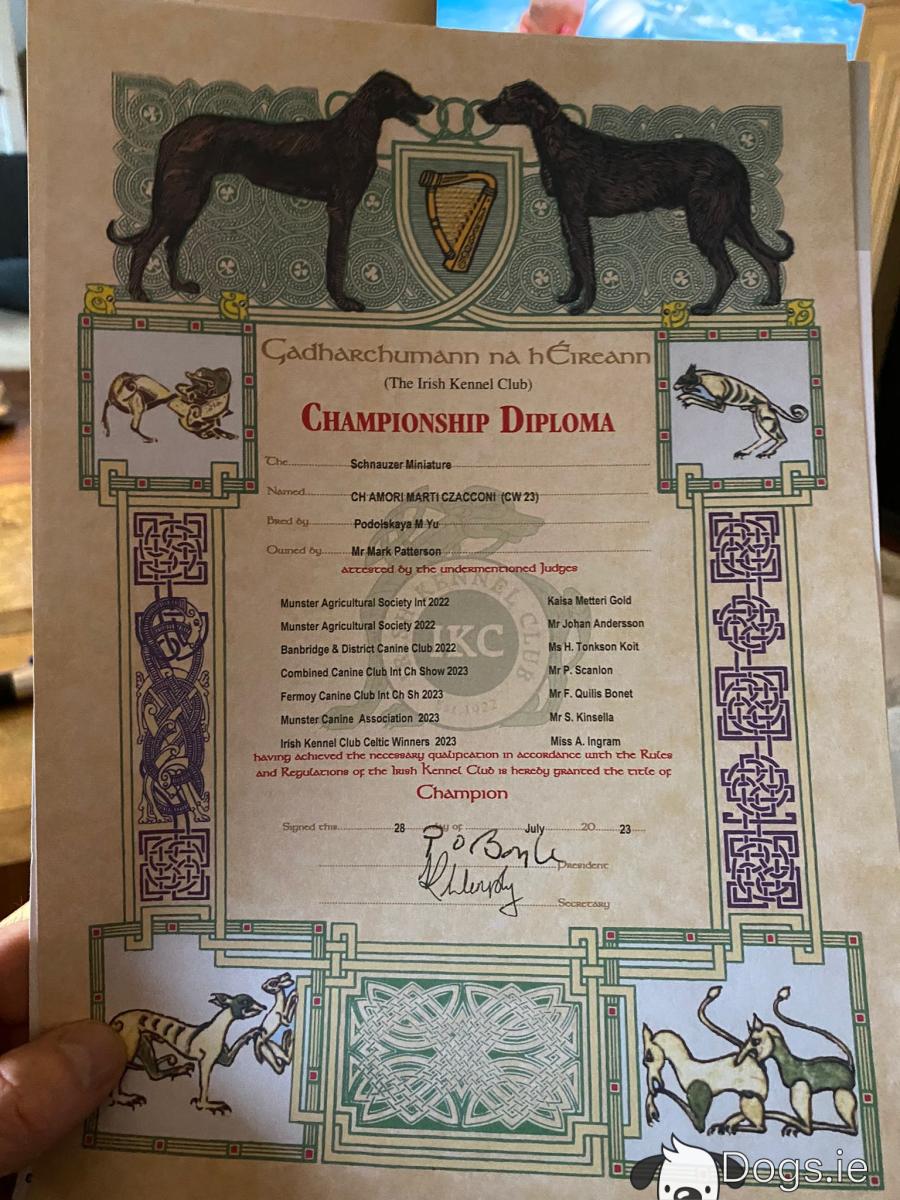 Gadharchumann na hÉireann
(The Irish Kennel Club)
Championship Diploma
The Schnauzer Miniature
Named CH AMORI MARTI CZACCONI (CW 23)
Bred by Podolskaya M Yu
Owned by Mr Mark Patterson
attested by the undermentioned Judges
Munster Agricultural Society Int 2022 Kaisa Metteri Gold
Munster Agricultural Society 2022 Mr Johan Andersson
Banbridge & District Canine Club 2022 Ms H. Tonkson Koit
Combined Canine Club Int Ch Show 2023 Mr P. Scanlon
Fermoy Canine Club Int Ch Sh 2023 Mr F. Quilis Bonet
Munster Canine Association 2023 Mr S. Kinsella
Irish Kennel Club Celtic Winners 2023 Miss A. Ingram
having achieved the necessary qualification in accordance with the Rules
and Regulations of the Irish Kennel Club is hereby granted the title of
Champion
Signed this 28 day of July 20 23
President
Secretary
IKC
KENNEL CLUB
1922
Dogs.ie